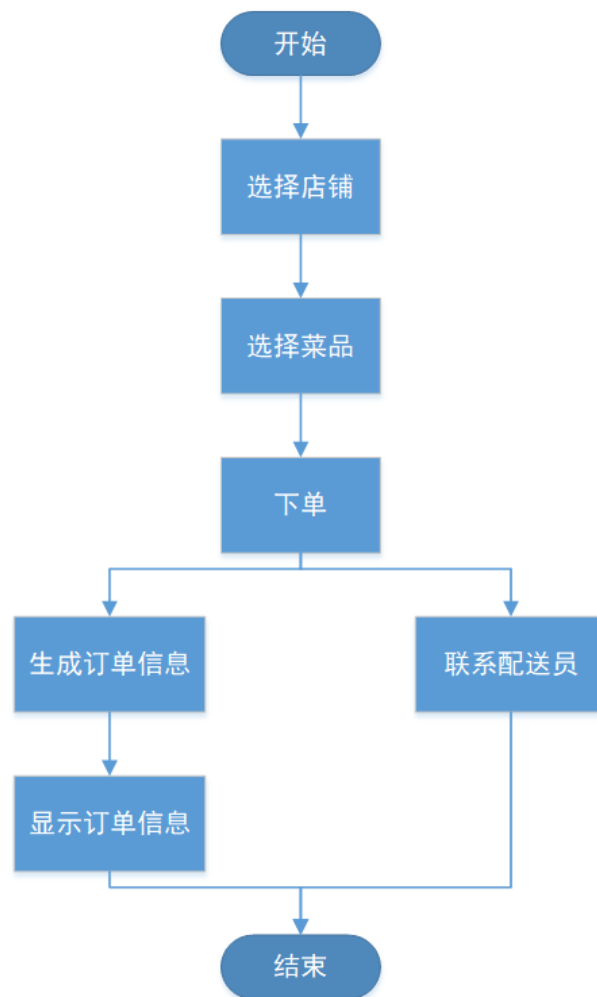 开始
选择店铺
选择菜品
下单
生成订单信息
联系配送员
显示订单信息
结束